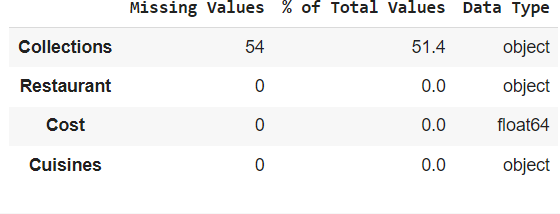 Missing Values % of Total Values Data Type
Collections 54 51.4 object
Restaurant 0 0.0 object
Cost 0 0.0 float64
Cuisines 0 0.0 object